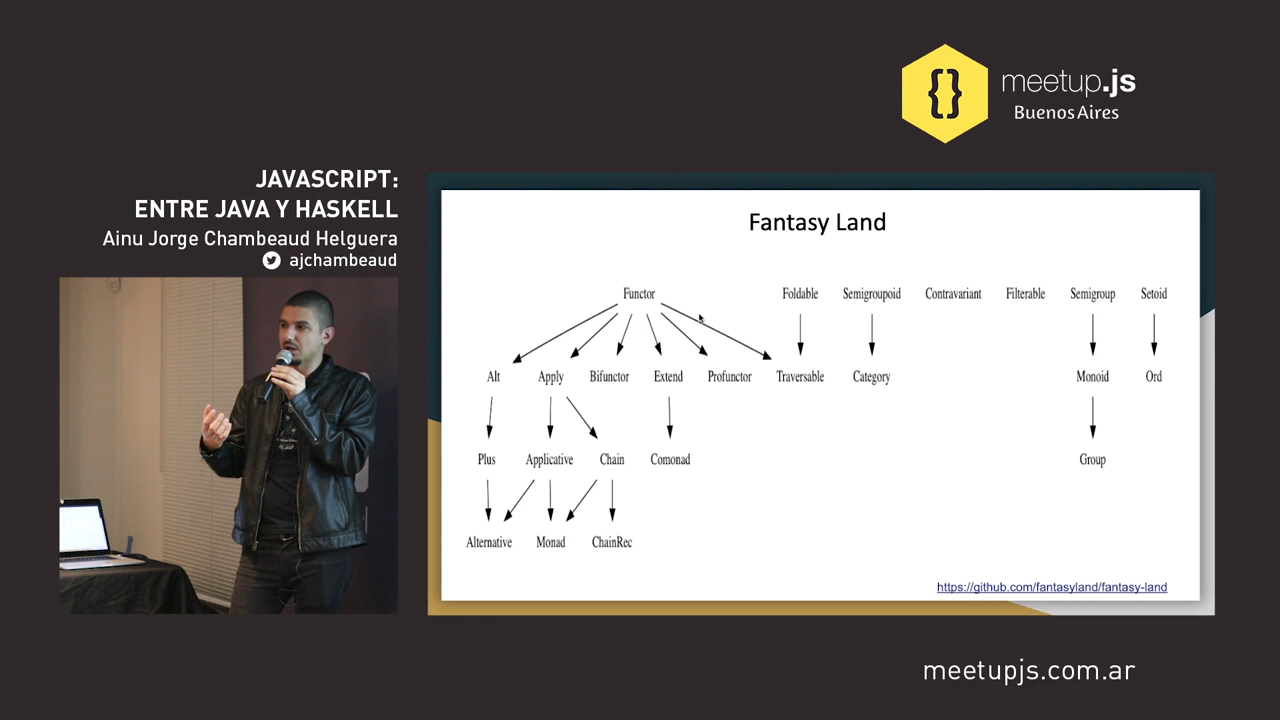 {}
meetup.js
Buenos Aires
JAVASCRIPT:
ENTRE JAVA Y HASKELL
Ainu Jorge Chambeaud Helguera
ajchambeaud
Fantasy Land
Functor Foldable Semigroupoid Contravariant Filterable Semigroup Setoid
Alt Apply Bifunctor Extend Profunctor Traversable Category Monoid Ord
Plus Applicative Chain Comonad Group
Alternative Monad ChainRec
https://github.com/fantasyland/fantasy-land
meetupjs.com.ar